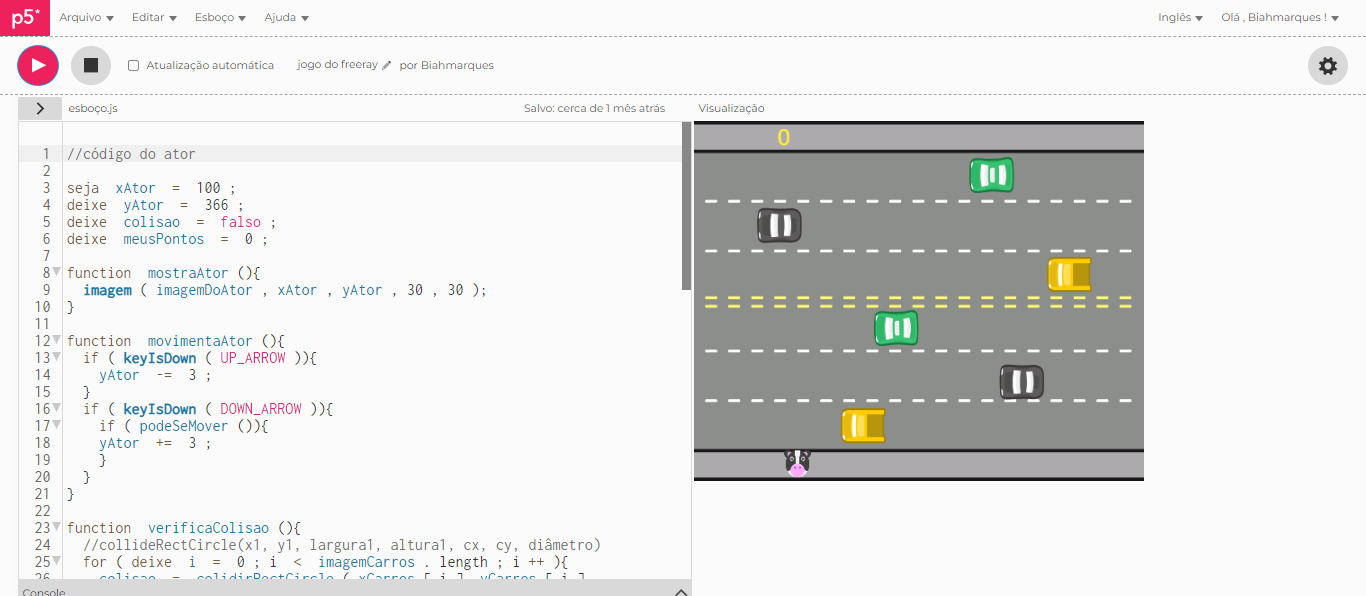 p5* Arquivo Editar Esboço Ajuda Inglês Olá , Biahmarques !
Atualização automática jogo do freeray por Biahmarques
esboço.js Salvo: cerca de 1 mês atrás Visualização
0
1 //código do ator
2
3 seja xAtor = 100 ;
4 deixe yAtor = 366 ;
5 deixe colisao = falso ;
6 deixe meusPontos = 0 ;
7
8 function mostraAtor (){
9 imagem ( imagemDoAtor , xAtor , yAtor , 30 , 30 );
10 }
11
12 function movimentaAtor (){
13 if ( keyIsDown ( UP_ARROW )){
14 yAtor -= 3 ;
15 }
16 if ( keyIsDown ( DOWN_ARROW )){
17 if ( podeSeMover ()){
18 yAtor += 3 ;
19 }
20 }
21 }
22
23 function verificaColisao (){
24 //collideRectCircle(x1, y1, largura1, altura1, cx, cy, diâmetro)
25 for ( deixe i = 0 ; i < imagemCarros . length ; i ++ ){
26 colisao = colidirRectCircle ( xCarros [ i ], yCarros [ i ],
Console